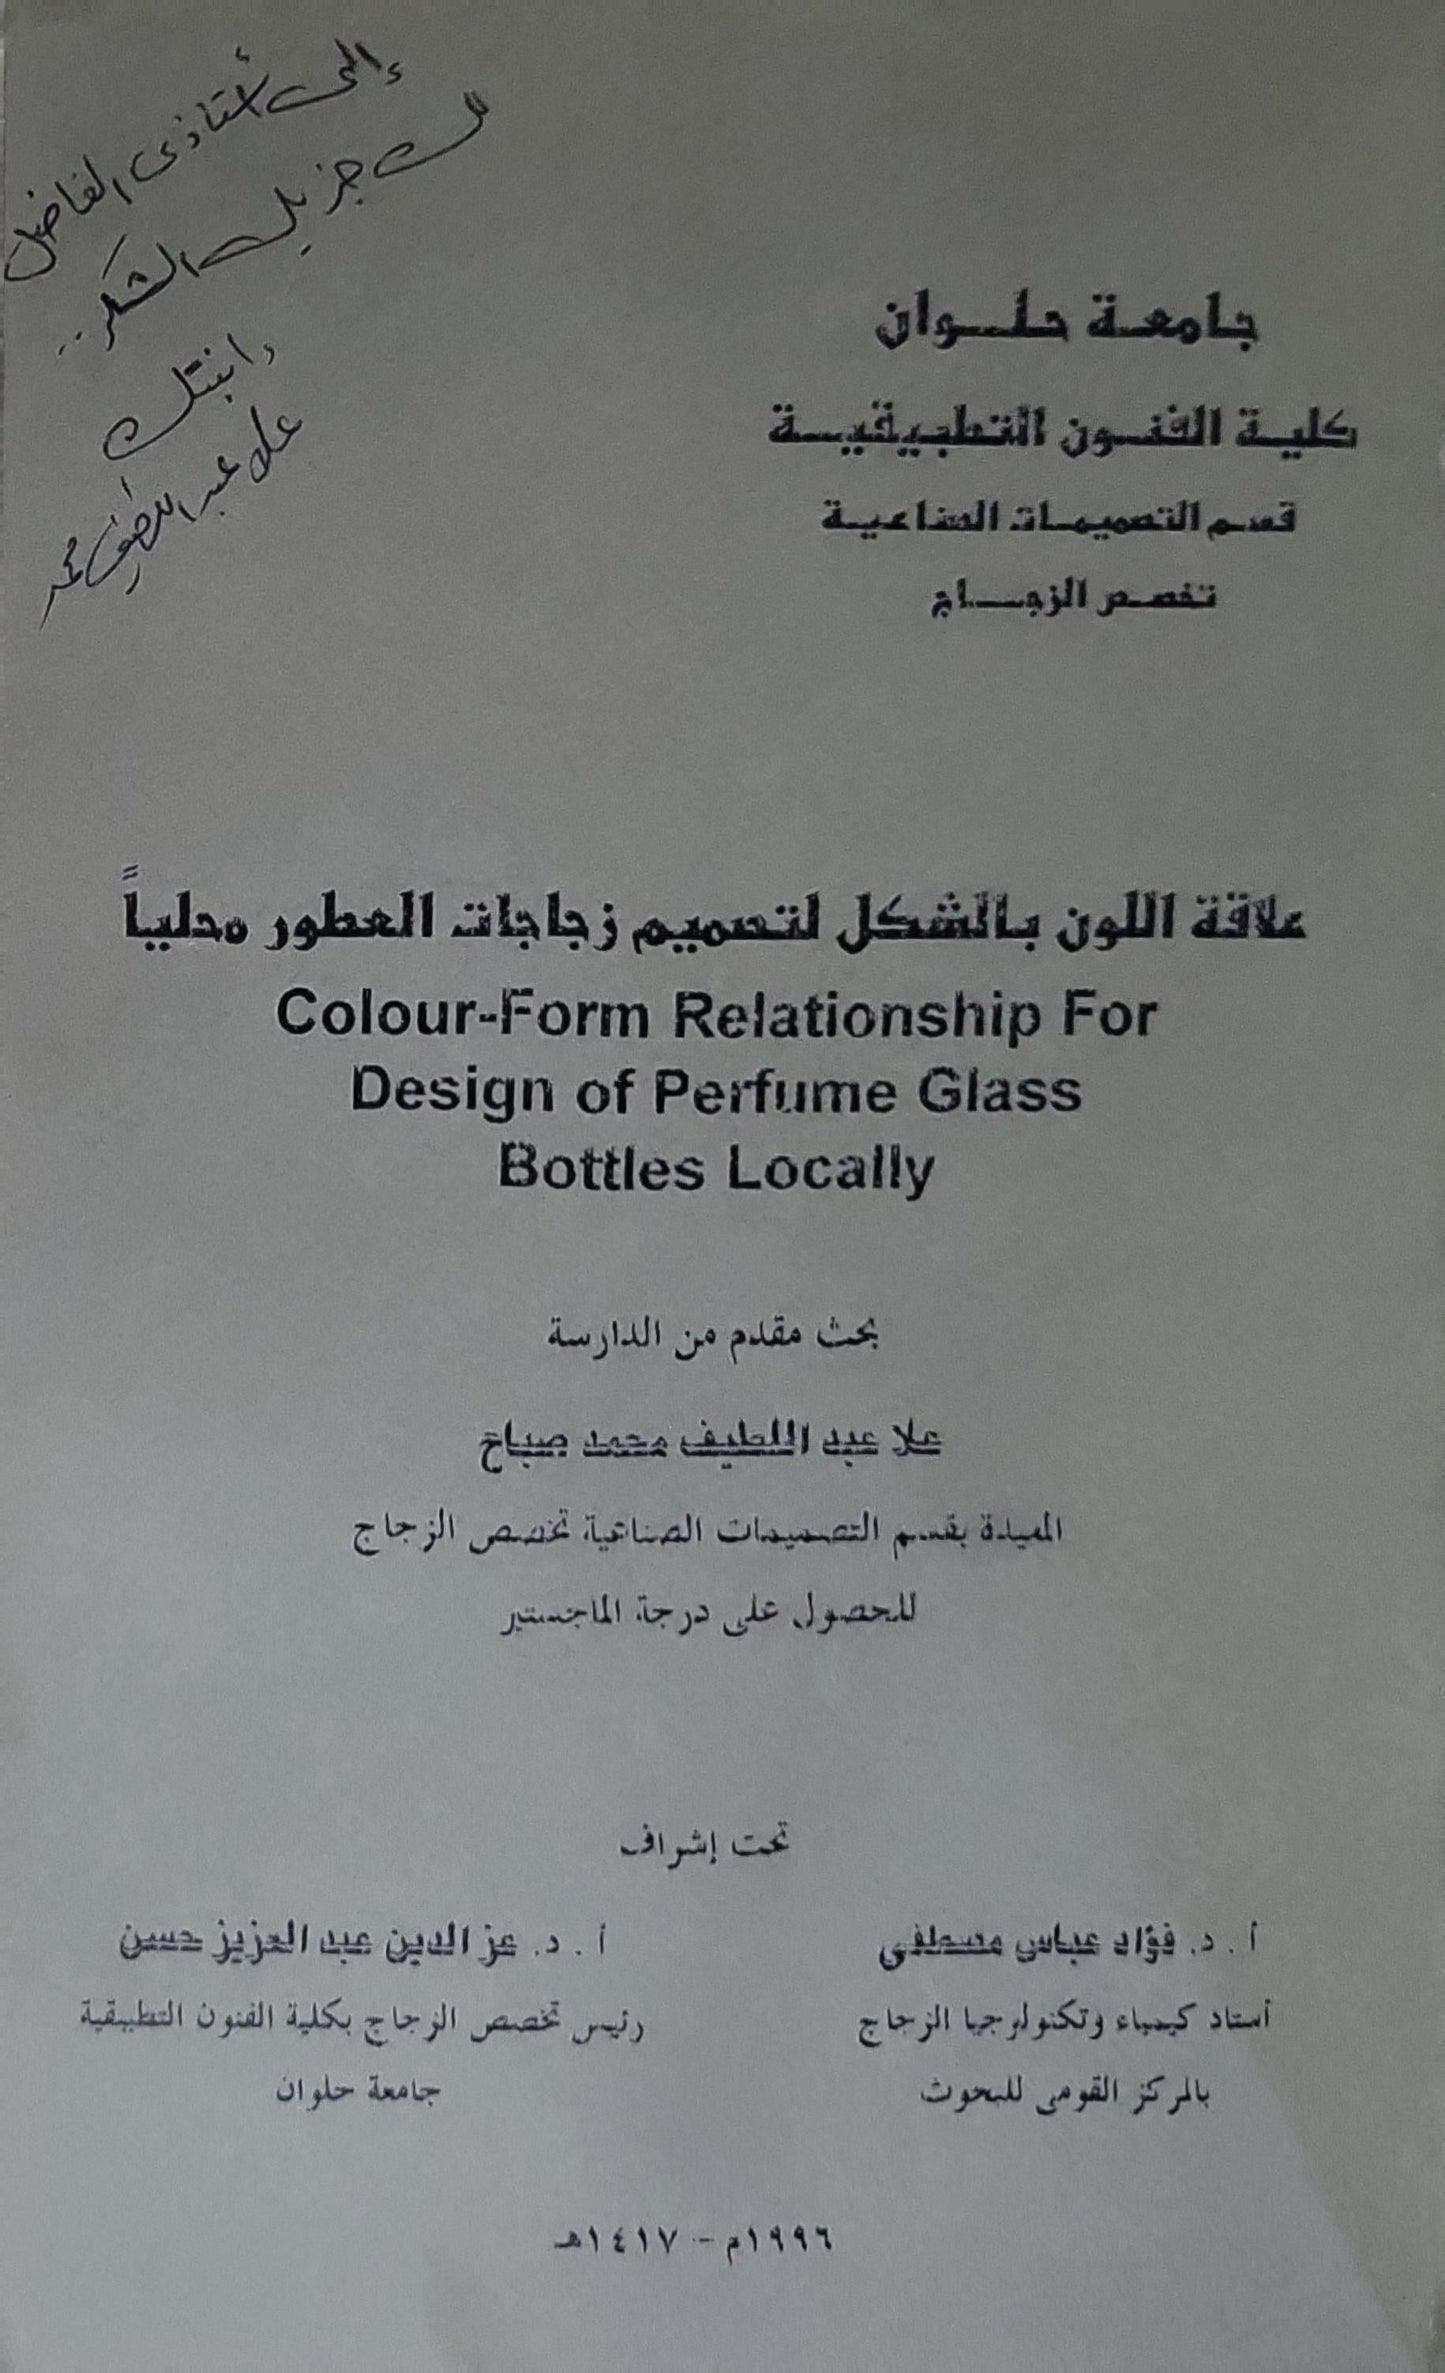 إلى أستاذى الفاضل
لك جزيل الشكر..
ابنتك
علا عبد اللطيف محمد
جامعة حلوان
كلية الفنون التطبيقية
قسم التصميمات الصناعية
تخصص الزجاج
علاقة اللون بالشكل لتصميم زجاجات العطور محلياً
Colour-Form Relationship For
Design of Perfume Glass
Bottles Locally
بحث مقدم من الدارسة
علا عبد اللطيف محمد صباح
المعيدة بقسم التصميمات الصناعية تخصص الزجاج
للحصول على درجة الماجستير
تحت إشراف
أ . د. فؤاد عباس مصطفى
أستاذ كيمياء وتكنولوجيا الزجاج
بالمركز القومى للبحوث
أ . د. عز الدين عبد العزيز حسن
رئيس تخصص الزجاج بكلية الفنون التطبيقية
جامعة حلوان
١٩٩٦م - ١٤١٧هـ